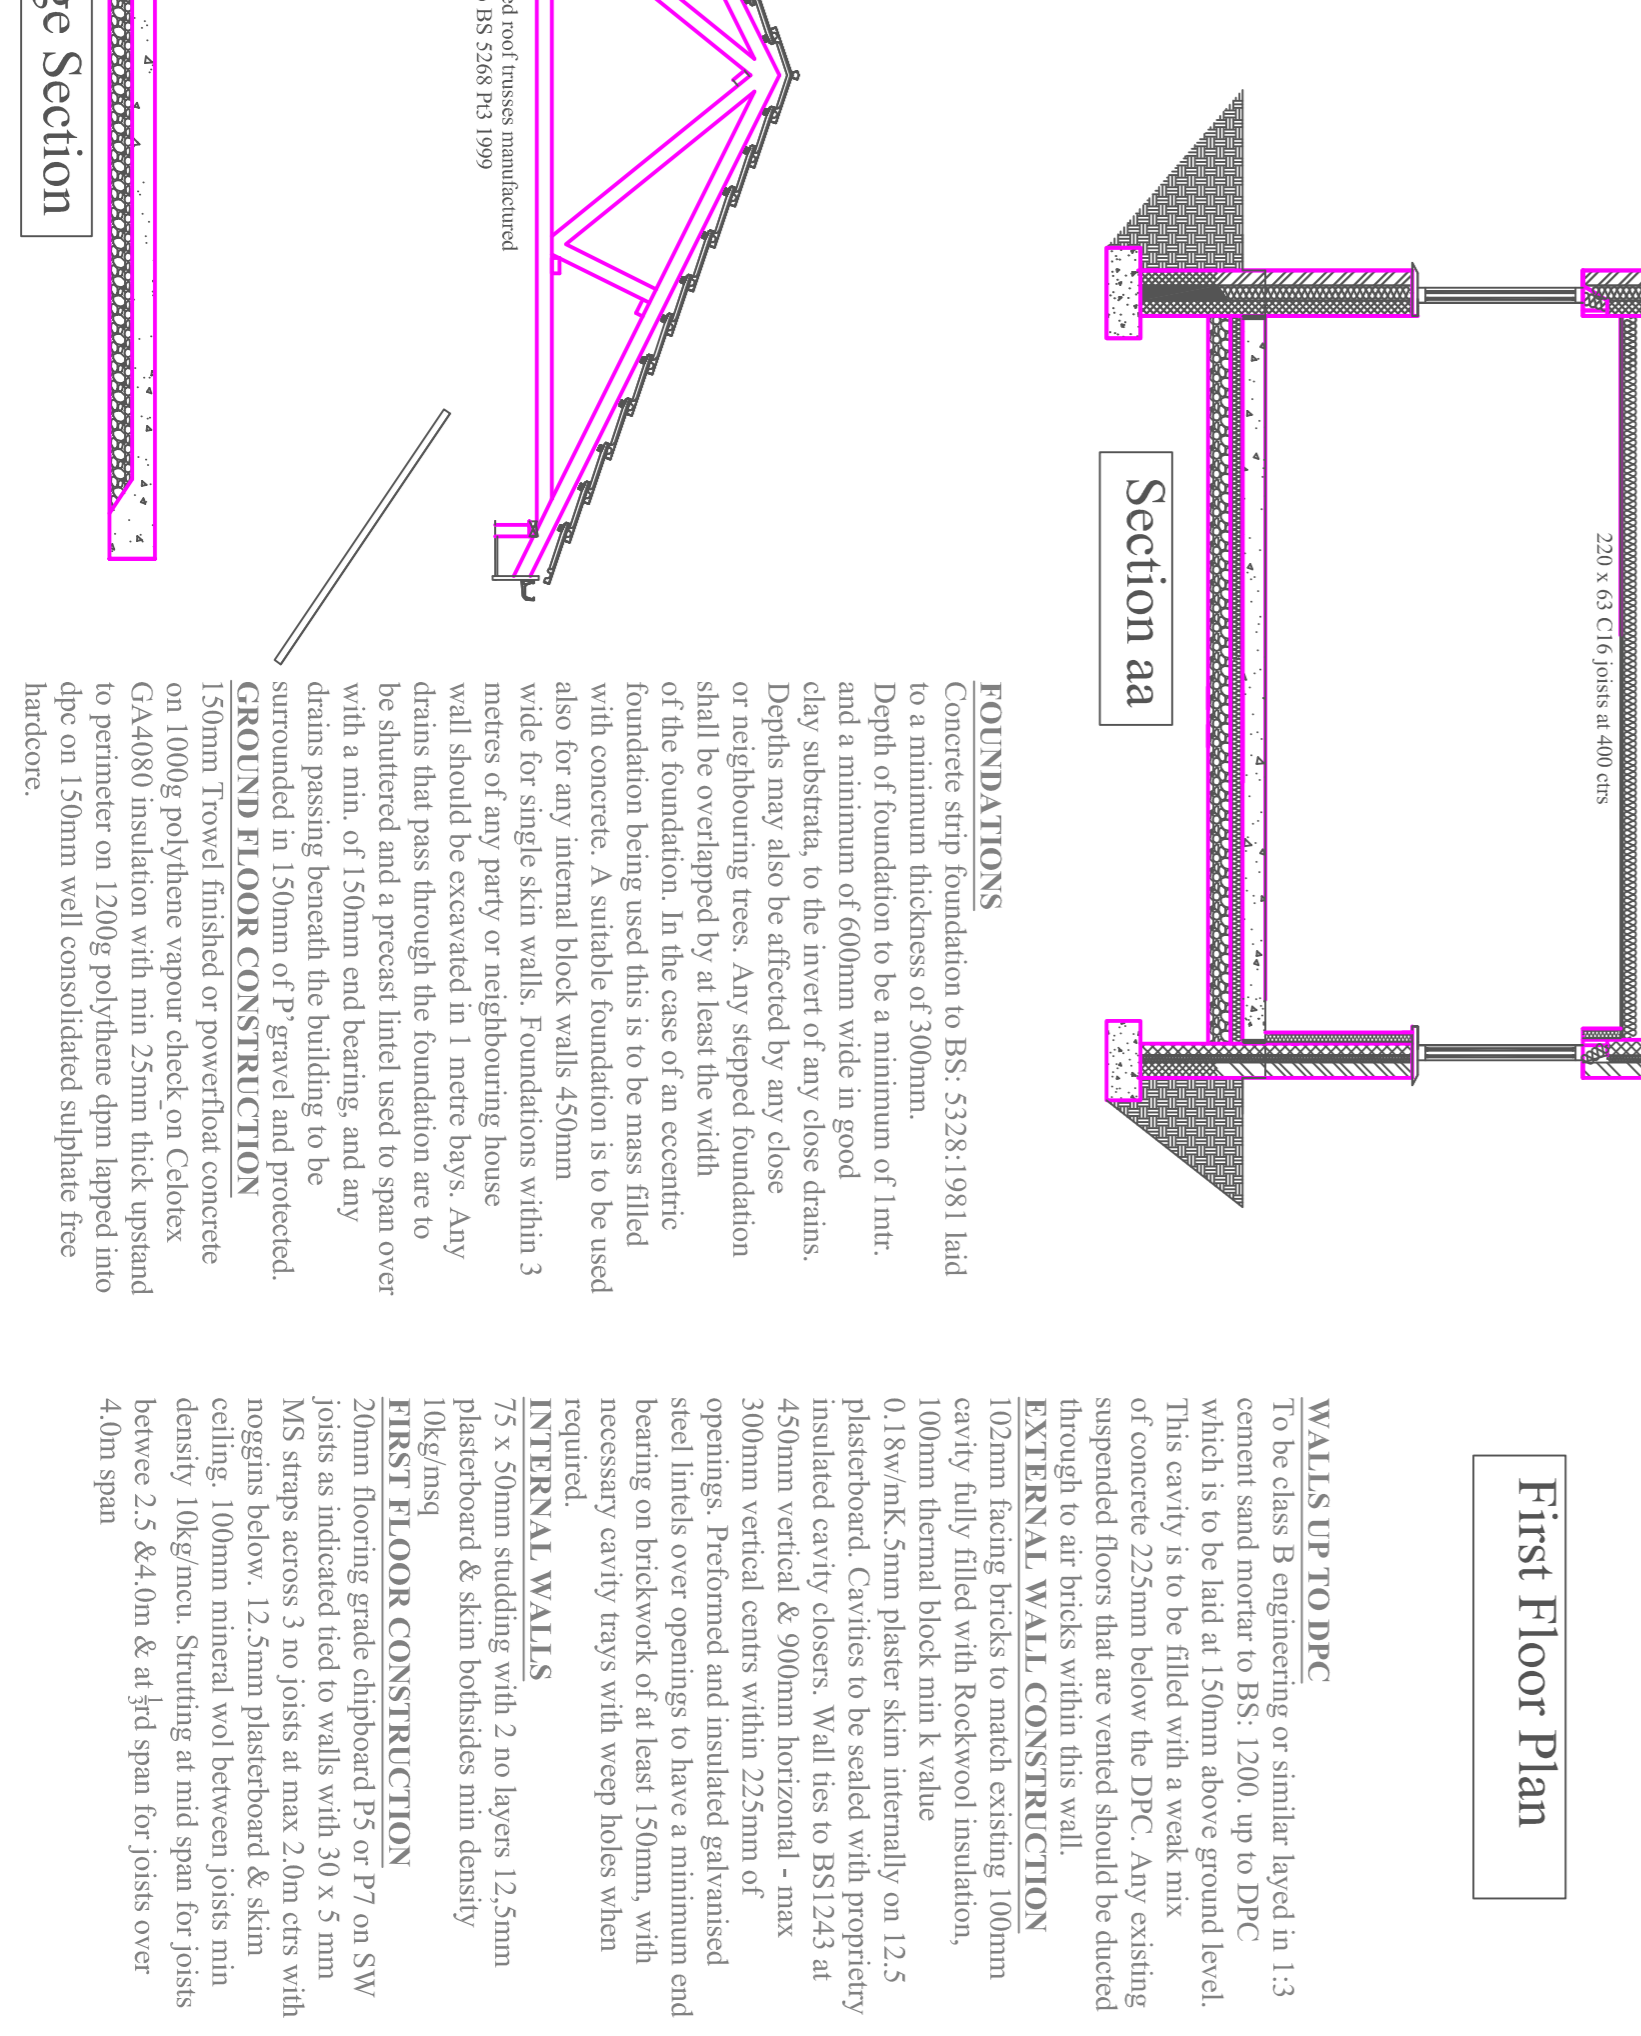 220 x 63 C16 joists at 400 ctrs
Section aa
ed roof trusses manufactured
BS 5268 Pt3 1999
ge Section
FOUNDATIONS
Concrete strip foundation to BS: 5328:1981 laid
to a minimum thickness of 300mm.
Depth of foundation to be a minimum of 1mtr.
and a minimum of 600mm wide in good
clay substrata, to the invert of any close drains.
Depths may also be affected by any close
or neighbouring trees. Any stepped foundation
shall be overlapped by at least the width
of the foundation. In the case of an eccentric
foundation being used this is to be mass filled
with concrete. A suitable foundation is to be used
also for any internal block walls 450mm
wide for single skin walls. Foundations within 3
metres of any party or neighbouring house
wall should be excavated in 1 metre bays. Any
drains that pass through the foundation are to
be shuttered and a precast lintel used to span over
with a min. of 150mm end bearing, and any
drains passing beneath the building to be
surrounded in 150mm of P' gravel and protected.
GROUND FLOOR CONSTRUCTION
150mm Trowel finished or powerfloat concrete
on 1000g polythene vapour check on Celotex
GA4080 insulation with min 25mm thick upstand
to perimeter on 1200g polythene dpm lapped into
dpc on 150mm well consolidated sulphate free
hardcore.
First Floor Plan
WALLS UP TO DPC
To be class B engineering or similar layed in 1:3
cement sand mortar to BS: 1200. up to DPC
which is to be laid at 150mm above ground level.
This cavity is to be filled with a weak mix
of concrete 225mm below the DPC. Any existing
suspended floors that are vented should be ducted
through to air bricks within this wall.
EXTERNAL WALL CONSTRUCTION
102mm facing bricks to match existing 100mm
cavity fully filled with Rockwool insulation,
100mm thermal block min k value
0.18w/mK.5mm plaster skim internally on 12.5
plasterboard. Cavities to be sealed with proprietry
insulated cavity closers. Wall ties to BS1243 at
450mm vertical & 900mm horizontal - max
300mm vertical centrs within 225mm of
openings. Preformed and insulated galvanised
steel lintels over openings to have a minimum end
bearing on brickwork of at least 150mm, with
necessary cavity trays with weep holes when
required.
INTERNAL WALLS
75 x 50mm studding with 2 no layers 12,5mm
plasterboard & skim bothsides min density
10kg/msq
FIRST FLOOR CONSTRUCTION
20mm flooring grade chipboard P5 or P7 on SW
joists as indicated tied to walls with 30 x 5 mm
MS straps across 3 no joists at max 2.0m ctrs with
noggins below. 12.5mm plasterboard & skim
ceiling. 100mm mineral wol between joists min
density 10kg/mcu. Strutting at mid span for joists
betwee 2.5 &4.0m & at ⅓rd span for joists over
4.0m span